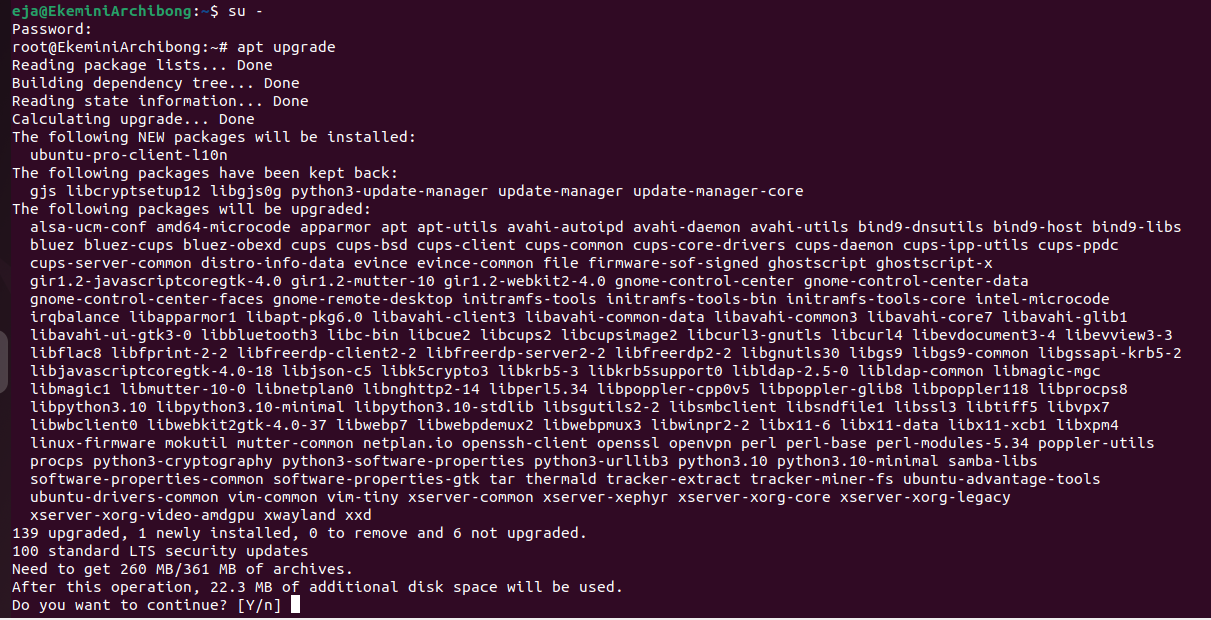 eja@EkeminiArchibong:~$ su -
Password:
root@EkeminiArchibong:~# apt upgrade
Reading package lists... Done
Building dependency tree... Done
Reading state information... Done
Calculating upgrade... Done
The following NEW packages will be installed:
  ubuntu-pro-client-l10n
The following packages have been kept back:
  gjs libcryptsetup12 libgjs0g python3-update-manager update-manager update-manager-core
The following packages will be upgraded:
  alsa-ucm-conf amd64-microcode apparmor apt apt-utils avahi-autoipd avahi-daemon avahi-utils bind9-dnsutils bind9-host bind9-libs
  bluez bluez-cups bluez-obexd cups cups-bsd cups-client cups-common cups-core-drivers cups-daemon cups-ipp-utils cups-ppdc
  cups-server-common distro-info-data evince evince-common file firmware-sof-signed ghostscript ghostscript-x
  gir1.2-javascriptcoregtk-4.0 gir1.2-mutter-10 gir1.2-webkit2-4.0 gnome-control-center gnome-control-center-data
  gnome-control-center-faces gnome-remote-desktop initramfs-tools initramfs-tools-bin initramfs-tools-core intel-microcode
  irqbalance libapparmor1 libapt-pkg6.0 libavahi-client3 libavahi-common-data libavahi-common3 libavahi-core7 libavahi-glib1
  libavahi-ui-gtk3-0 libbluetooth3 libc-bin libcue2 libcups2 libcupsimage2 libcurl3-gnutls libcurl4 libevdocument3-4 libevview3-3
  libflac8 libfprint-2-2 libfreerdp-client2-2 libfreerdp-server2-2 libfreerdp2-2 libgnutls30 libgs9 libgs9-common libgssapi-krb5-2
  libjavascriptcoregtk-4.0-18 libjson-c5 libk5crypto3 libkrb5-3 libkrb5support0 libldap-2.5-0 libldap-common libmagic-mgc
  libmagic1 libmutter-10-0 libnetplan0 libnghttp2-14 libperl5.34 libpoppler-cpp0v5 libpoppler-glib8 libpoppler118 libprocps8
  libpython3.10 libpython3.10-minimal libpython3.10-stdlib libsgutils2-2 libsmbclient libsndfile1 libssl3 libtiff5 libvpx7
  libwbclient0 libwebkit2gtk-4.0-37 libwebp7 libwebpdemux2 libwebpmux3 libwinpr2-2 libx11-6 libx11-data libx11-xcb1 libxpm4
  linux-firmware mokutil mutter-common netplan.io openssh-client openssl openvpn perl perl-base perl-modules-5.34 poppler-utils
  procps python3-cryptography python3-software-properties python3-urllib3 python3.10 python3.10-minimal samba-libs
  software-properties-common software-properties-gtk tar thermald tracker-extract tracker-miner-fs ubuntu-advantage-tools
  ubuntu-drivers-common vim-common vim-tiny xserver-common xserver-xephyr xserver-xorg-core xserver-xorg-legacy
  xserver-xorg-video-amdgpu xwayland xxd
139 upgraded, 1 newly installed, 0 to remove and 6 not upgraded.
100 standard LTS security updates
Need to get 260 MB/361 MB of archives.
After this operation, 22.3 MB of additional disk space will be used.
Do you want to continue? [Y/n]